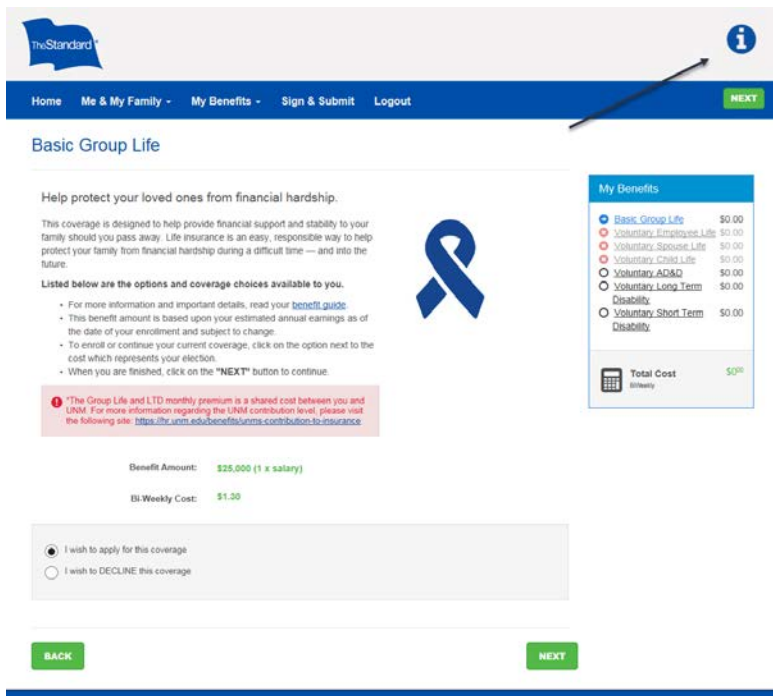 TheStandard
Home Me & My Family My Benefits Sign & Submit Logout NEXT
Basic Group Life
Help protect your loved ones from financial hardship.
This coverage is designed to help provide financial support and stability to your
family should you pass away. Life insurance is an easy, responsible way to help
protect your family from financial hardship during a difficult time — and into the
future.
Listed below are the options and coverage choices available to you.
• For more information and important details, read your benefit guide.
• This benefit amount is based upon your estimated annual earnings as of
the date of your enrollment and subject to change.
• To enroll or continue your current coverage, click on the option next to the
cost which represents your election.
• When you are finished, click on the "NEXT" button to continue.
*The Group Life and LTD monthly premium is a shared cost between you and
UNM. For more information regarding the UNM contribution level, please visit
the following site: https://hr.unm.edu/benefits/unms-contribution-to-insurance
Benefit Amount: $25,000 (1 x salary)
Bi-Weekly Cost: $1.30
I wish to apply for this coverage
I wish to DECLINE this coverage
BACK NEXT
My Benefits
Basic Group Life $0.00
Voluntary Employee Life $0.00
Voluntary Spouse Life $0.00
Voluntary Child Life $0.00
Voluntary AD&D $0.00
Voluntary Long Term $0.00
Disability
Voluntary Short Term $0.00
Disability
Total Cost $0.00
BiWeekly